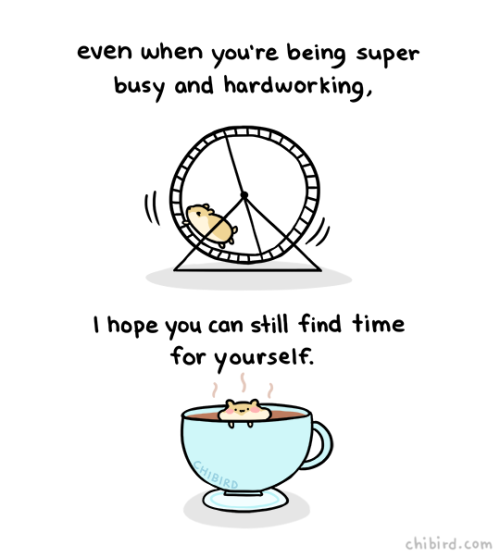 even when you're being super
busy and hardworking,
I hope you can still find time
for yourself.
CHIBIRD
chibird.com